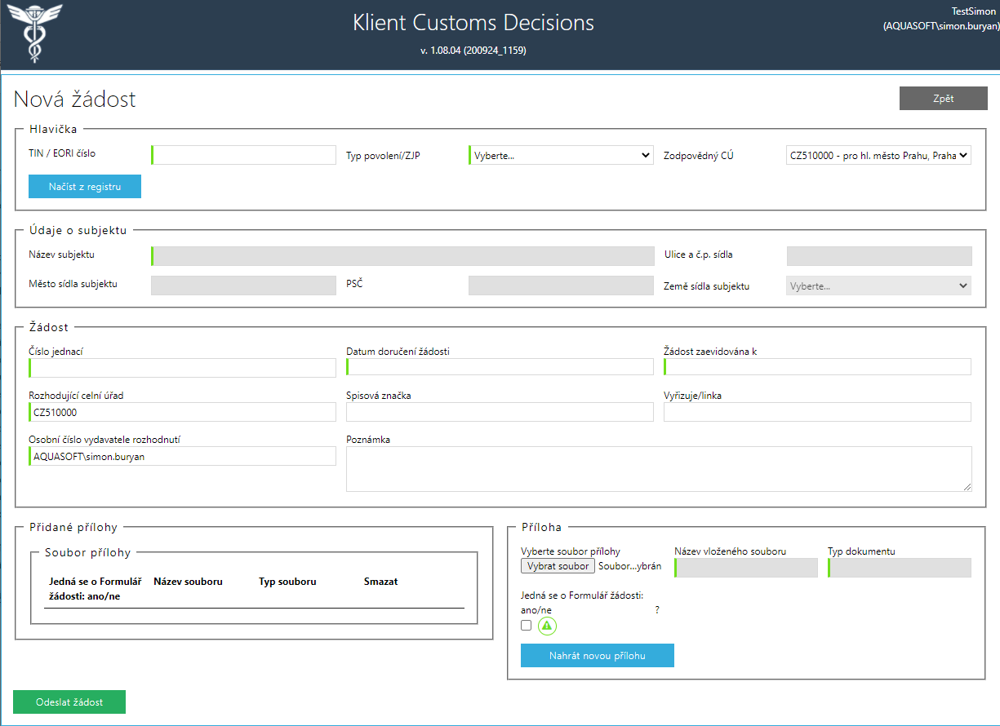 Klient Customs Decisions
v. 1.08.04 (200924_1159)
TestSimon
(AQUASOFT\simon.buryan)
Nová žádost
Zpět
Hlavička
TIN / EORI číslo
Typ povolení/ZJP
Vyberte...
Zodpovědný CÚ
CZ510000 - pro hl. město Prahu, Praha
Načíst z registru
Údaje o subjektu
Název subjektu
Ulice a č.p. sídla
Město sídla subjektu
PSČ
Země sídla subjektu
Vyberte...
Žádost
Číslo jednací
Datum doručení žádosti
Žádost zaevidována k
Rozhodující celní úřad
Spisová značka
Vyřizuje/linka
CZ510000
Osobní číslo vydavatele rozhodnutí
Poznámka
AQUASOFT\simon.buryan
Přidané přílohy
Soubor přílohy
Jedná se o Formulář
žádosti: ano/ne
Název souboru
Typ souboru
Smazat
Příloha
Vyberte soubor přílohy
Název vloženého souboru
Typ dokumentu
Vybrat soubor
Soubor...ybrán
Jedná se o Formulář žádosti:
ano/ne
?
Nahrát novou přílohu
Odeslat žádost